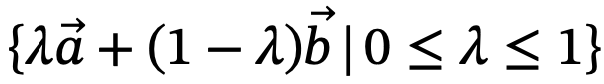 {λa⃗ + (1 − λ)b⃗ | 0 ≤ λ ≤ 1}